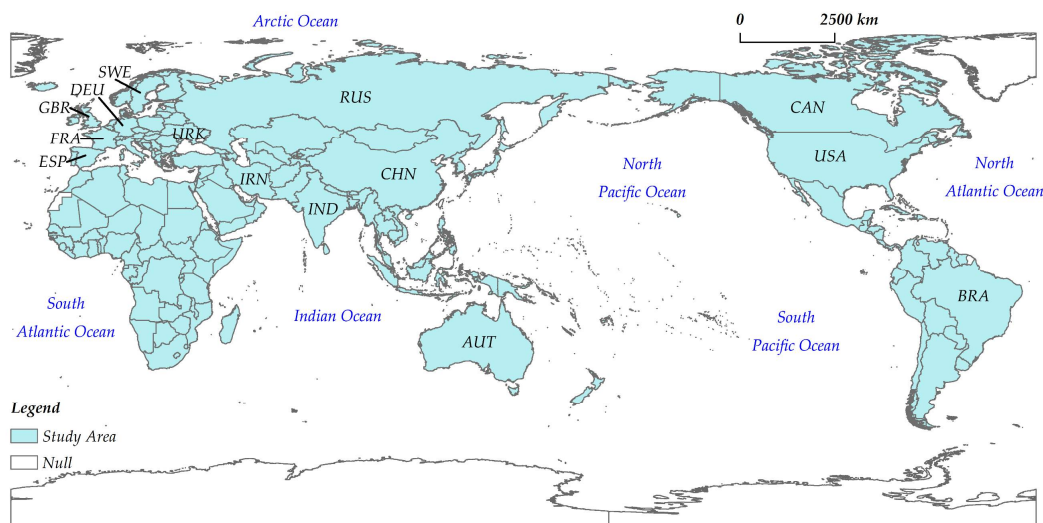 Arctic Ocean
0 2500 km
SWE
DEU
GBR
RUS
CAN
FRA
URK
USA
ESP
IRN
CHN
North
Pacific Ocean
North
Atlantic Ocean
IND
South
Atlantic Ocean
Indian Ocean
South
Pacific Ocean
BRA
AUT
Legend
Study Area
Null